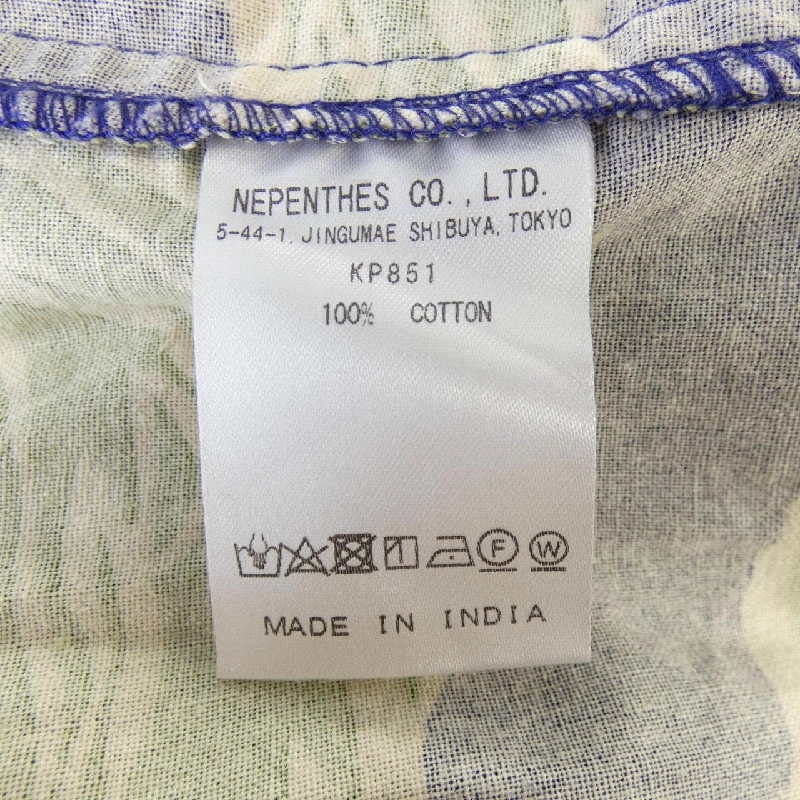 NEPENTHES CO., LTD.
5-44-1, JINGUMAE SHIBUYA, TOKYO
KP851
100% COTTON
F W
MADE IN INDIA